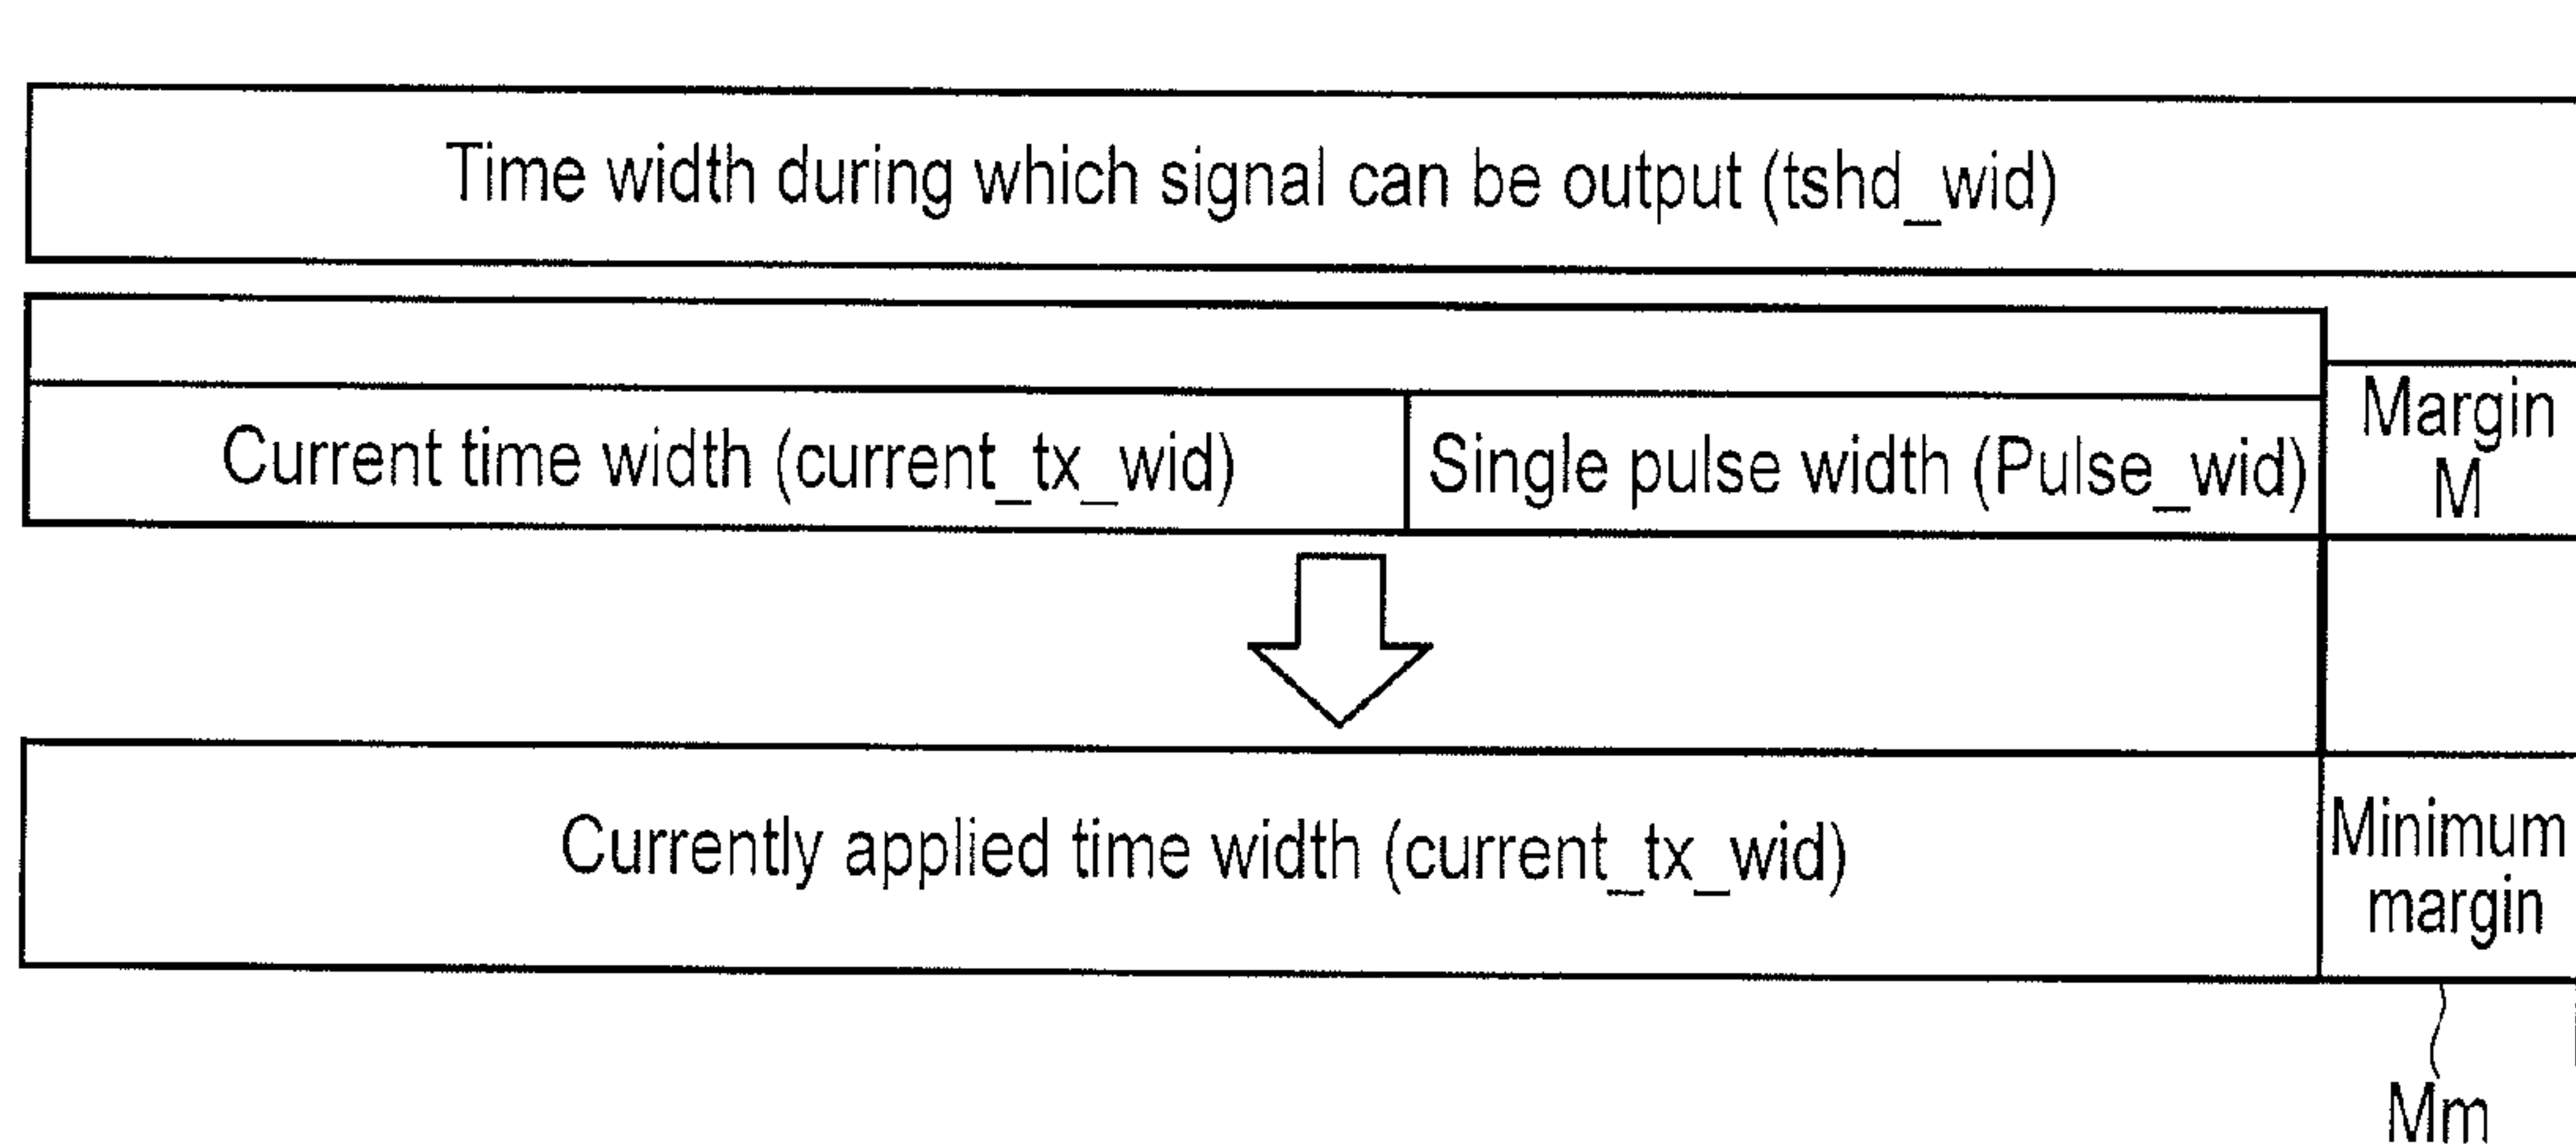 Time width during which signal can be output (tshd_wid)
Current time width (current_tx_wid)
Single pulse width (Pulse_wid)
Margin
M
Currently applied time width (current_tx_wid)
Minimum
margin
Mm